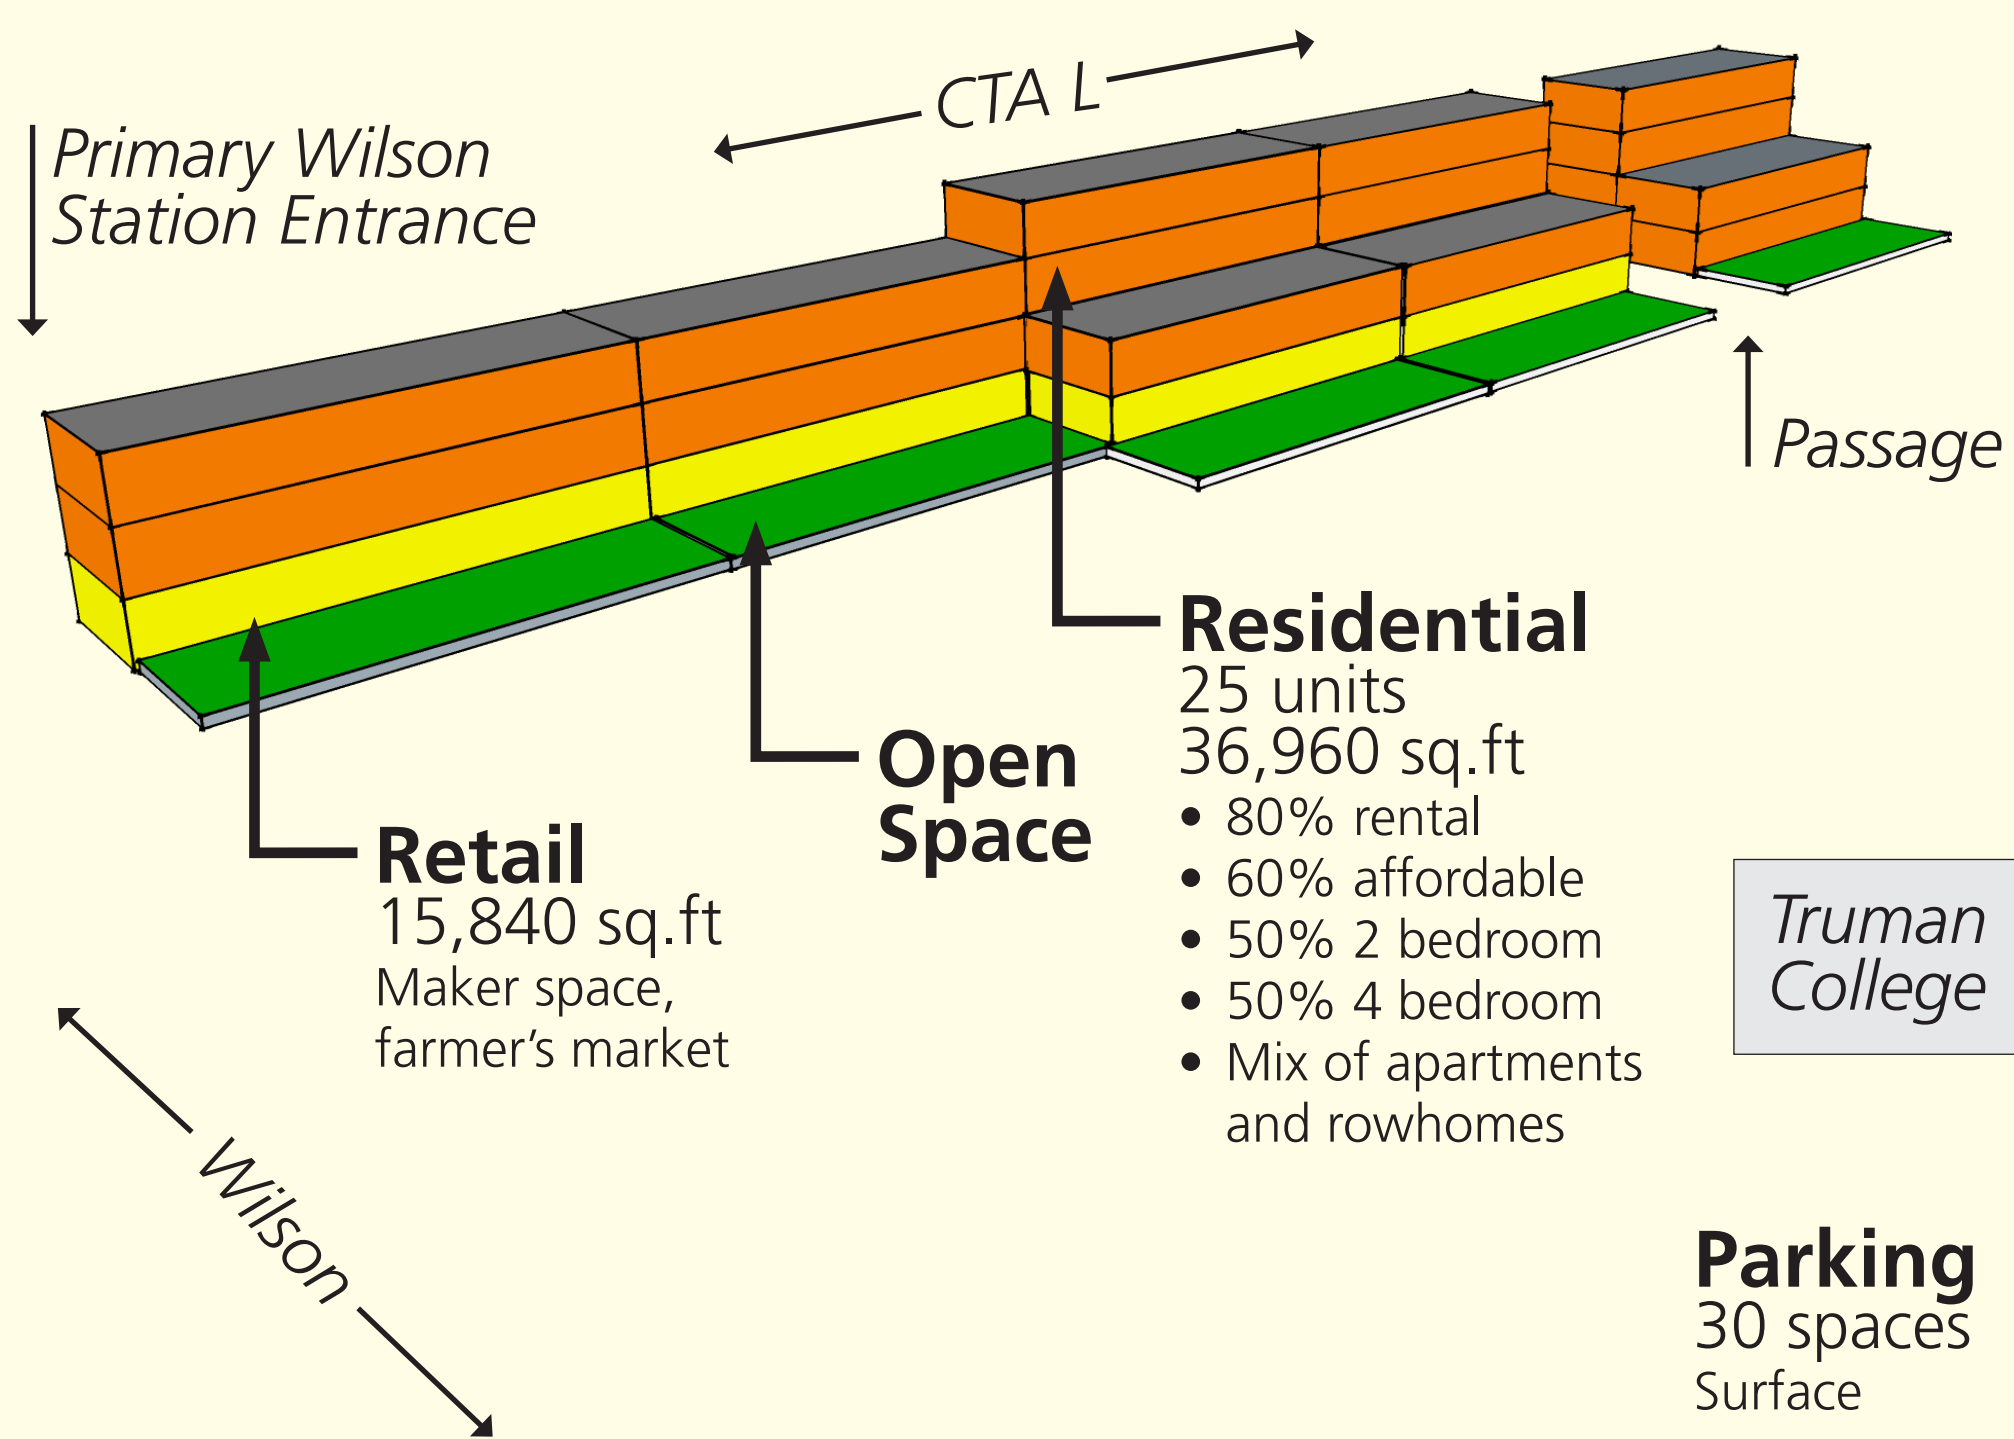 CTA L
Primary Wilson
Station Entrance
Passage
Residential
25 units
36,960 sq.ft
• 80% rental
• 60% affordable
• 50% 2 bedroom
• 50% 4 bedroom
• Mix of apartments
and rowhomes
Open
Space
Retail
15,840 sq.ft
Maker space,
farmer’s market
Truman
College
Wilson
Parking
30 spaces
Surface